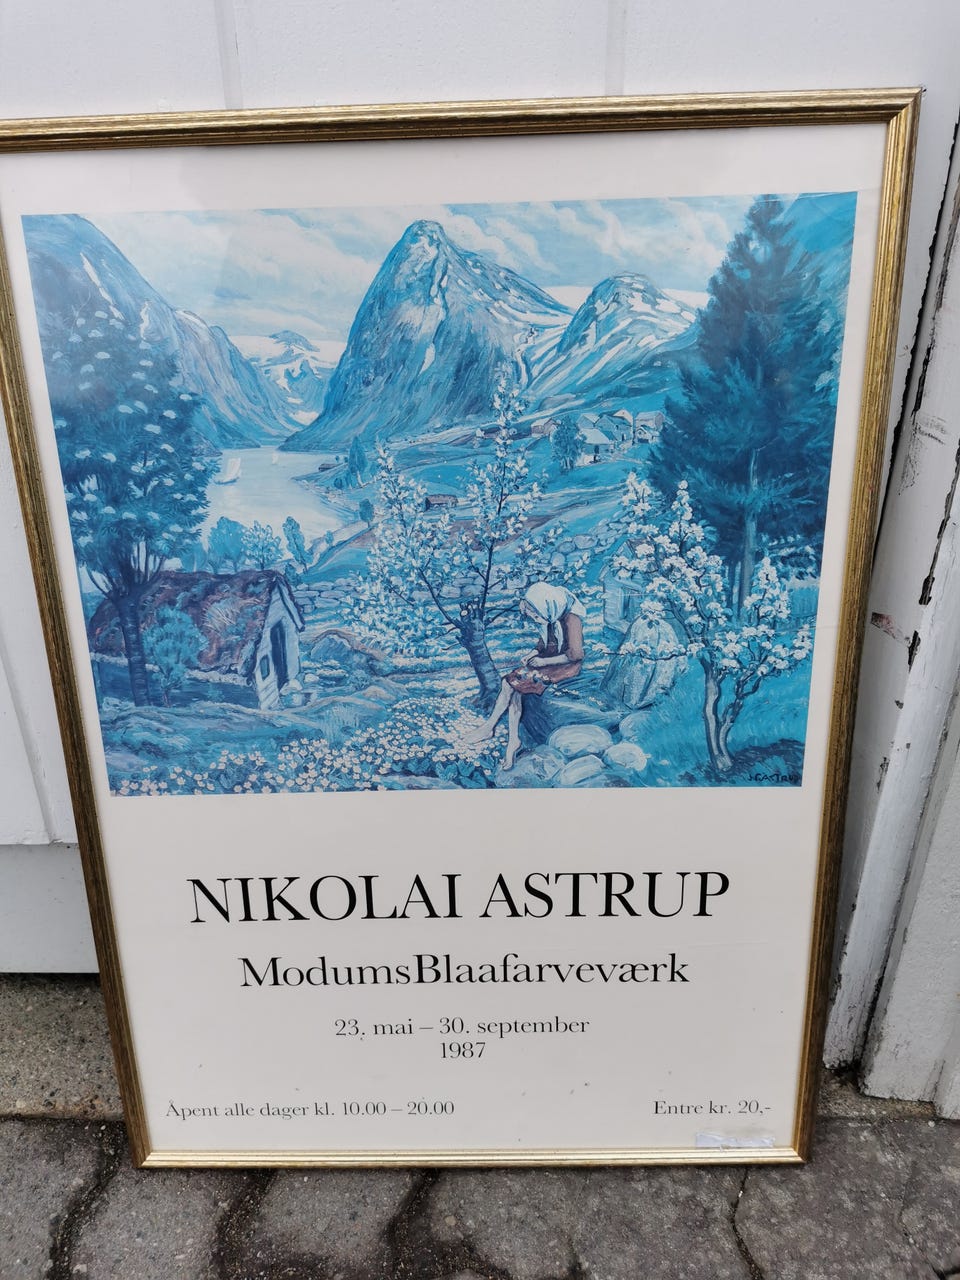 N. ASTRUP
NIKOLAI ASTRUP
ModumsBlaafarveværk
23. mai – 30. september
1987
Åpent alle dager kl. 10.00 – 20.00
Entre kr. 20,-